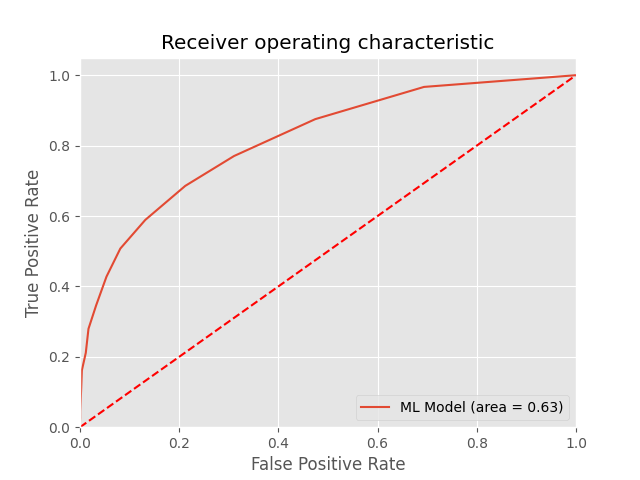 Receiver operating characteristic
True Positive Rate
1.0
0.8
0.6
0.4
0.2
0.0
0.0 0.2 0.4 0.6 0.8 1.0
False Positive Rate
ML Model (area = 0.63)